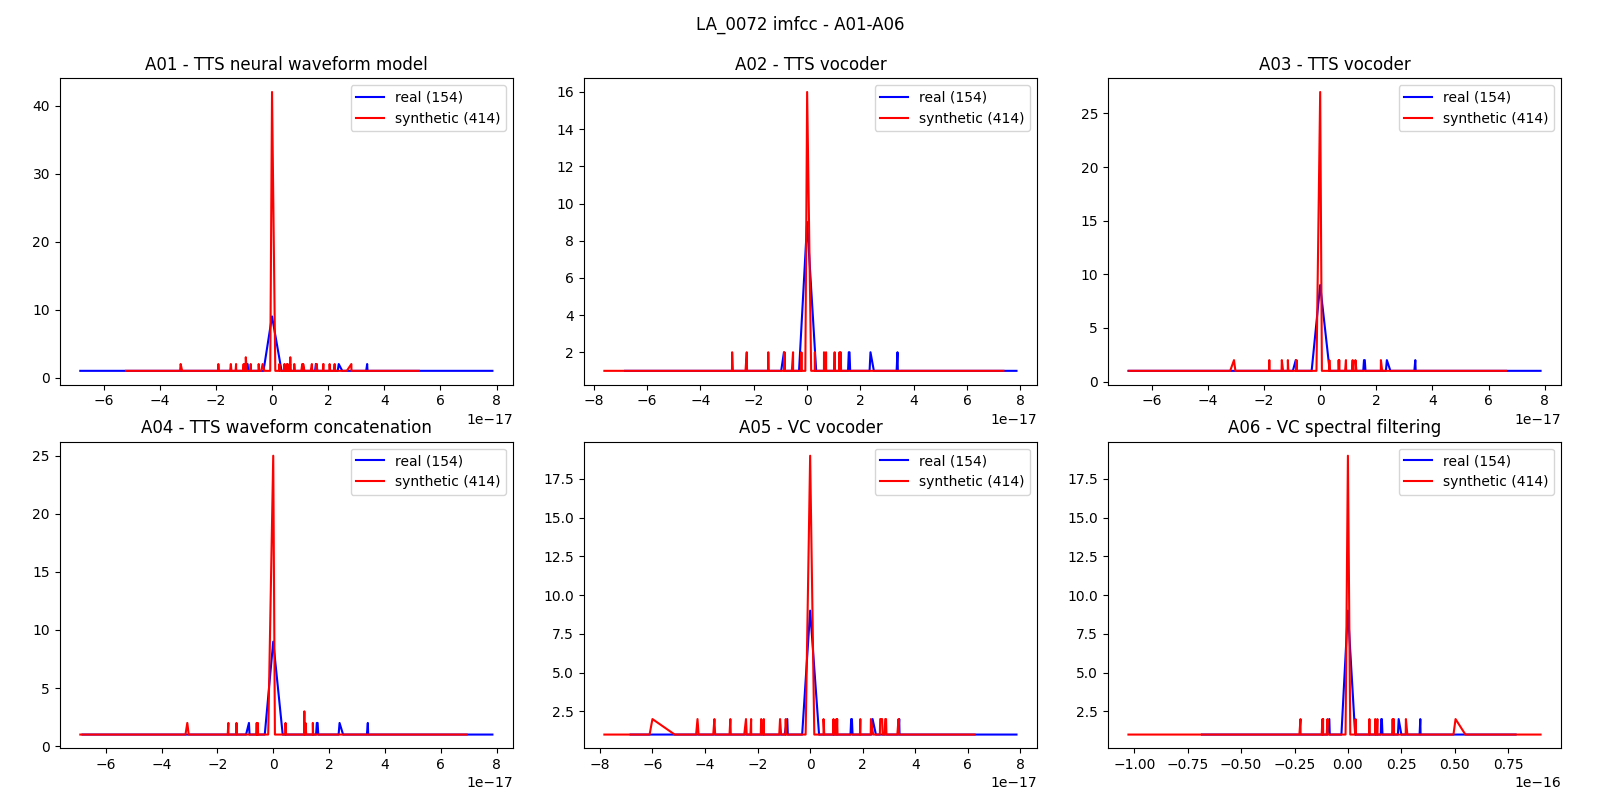 LA_0072 imfcc - A01-A06
A01 - TTS neural waveform model
real (154)
synthetic (414)
40
30
20
10
0
−6 −4 −2 0 2 4 6 8
1e−17
A02 - TTS vocoder
real (154)
synthetic (414)
16
14
12
10
8
6
4
2
−8 −6 −4 −2 0 2 4 6 8
1e−17
A03 - TTS vocoder
real (154)
synthetic (414)
25
20
15
10
5
0
−6 −4 −2 0 2 4 6 8
1e−17
A04 - TTS waveform concatenation
real (154)
synthetic (414)
25
20
15
10
5
0
−6 −4 −2 0 2 4 6 8
1e−17
A05 - VC vocoder
real (154)
synthetic (414)
17.5
15.0
12.5
10.0
7.5
5.0
2.5
−8 −6 −4 −2 0 2 4 6 8
1e−17
A06 - VC spectral filtering
real (154)
synthetic (414)
17.5
15.0
12.5
10.0
7.5
5.0
2.5
−1.00 −0.75 −0.50 −0.25 0.00 0.25 0.50 0.75
1e−16